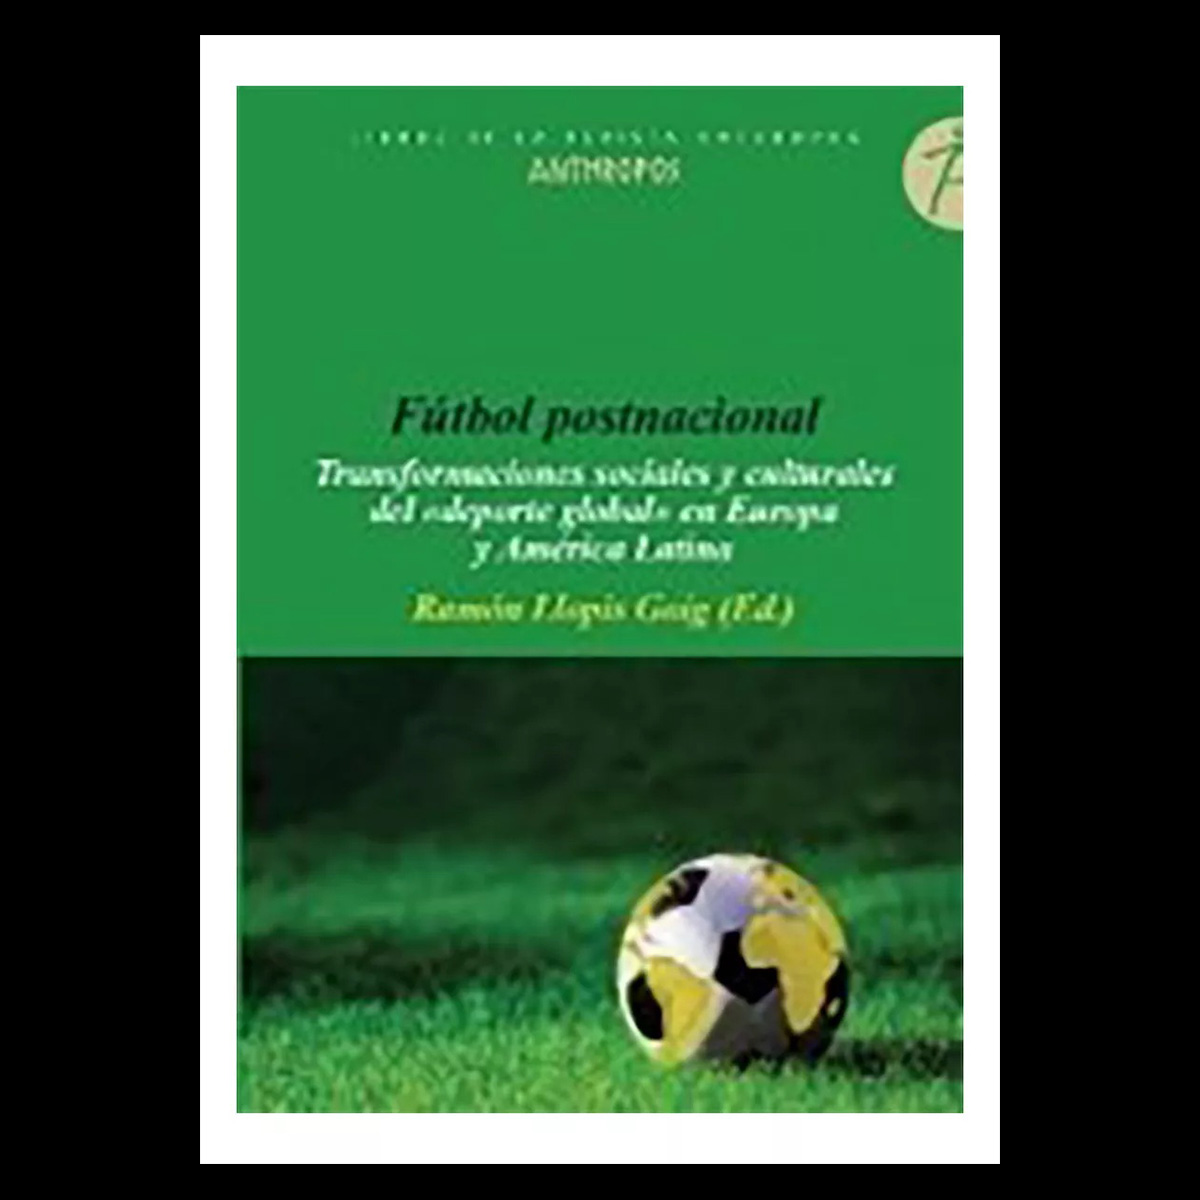 ANTHROPOS
Fútbol postnacional
Transformaciones sociales y culturales
del «deporte global» en Europa
y América Latina
Ramón Llopis Goig (Ed.)